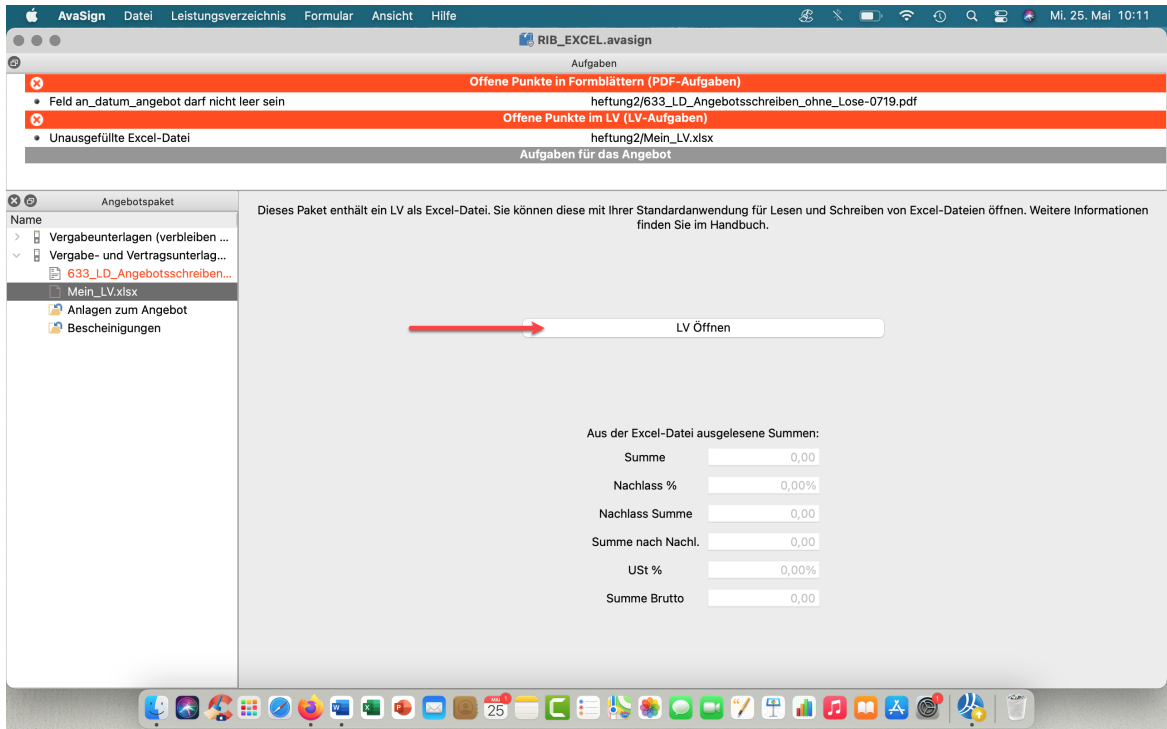 AvaSign Datei Leistungsverzeichnis Formular Ansicht Hilfe Mi. 25. Mai 10:11
RIB_EXCEL.avasign
Aufgaben
Offene Punkte in Formblättern (PDF-Aufgaben)
Feld an_datum_angebot darf nicht leer sein heftung2/633_LD_Angebotsschreiben_ohne_Lose-0719.pdf
Offene Punkte im LV (LV-Aufgaben)
Unausgefüllte Excel-Datei heftung2/Mein_LV.xlsx
Aufgaben für das Angebot
Angebotspaket
Name
Vergabeunterlagen (verbleiben ...
Vergabe- und Vertragsunterlag...
633_LD_Angebotsschreiben...
Mein_LV.xlsx
Anlagen zum Angebot
Bescheinigungen
Dieses Paket enthält ein LV als Excel-Datei. Sie können diese mit Ihrer Standardanwendung für Lesen und Schreiben von Excel-Dateien öffnen. Weitere Informationen
finden Sie im Handbuch.
LV Öffnen
Aus der Excel-Datei ausgelesene Summen:
Summe 0,00
Nachlass % 0,00%
Nachlass Summe 0,00
Summe nach Nachl. 0,00
USt % 0,00%
Summe Brutto 0,00
MAI
25
1